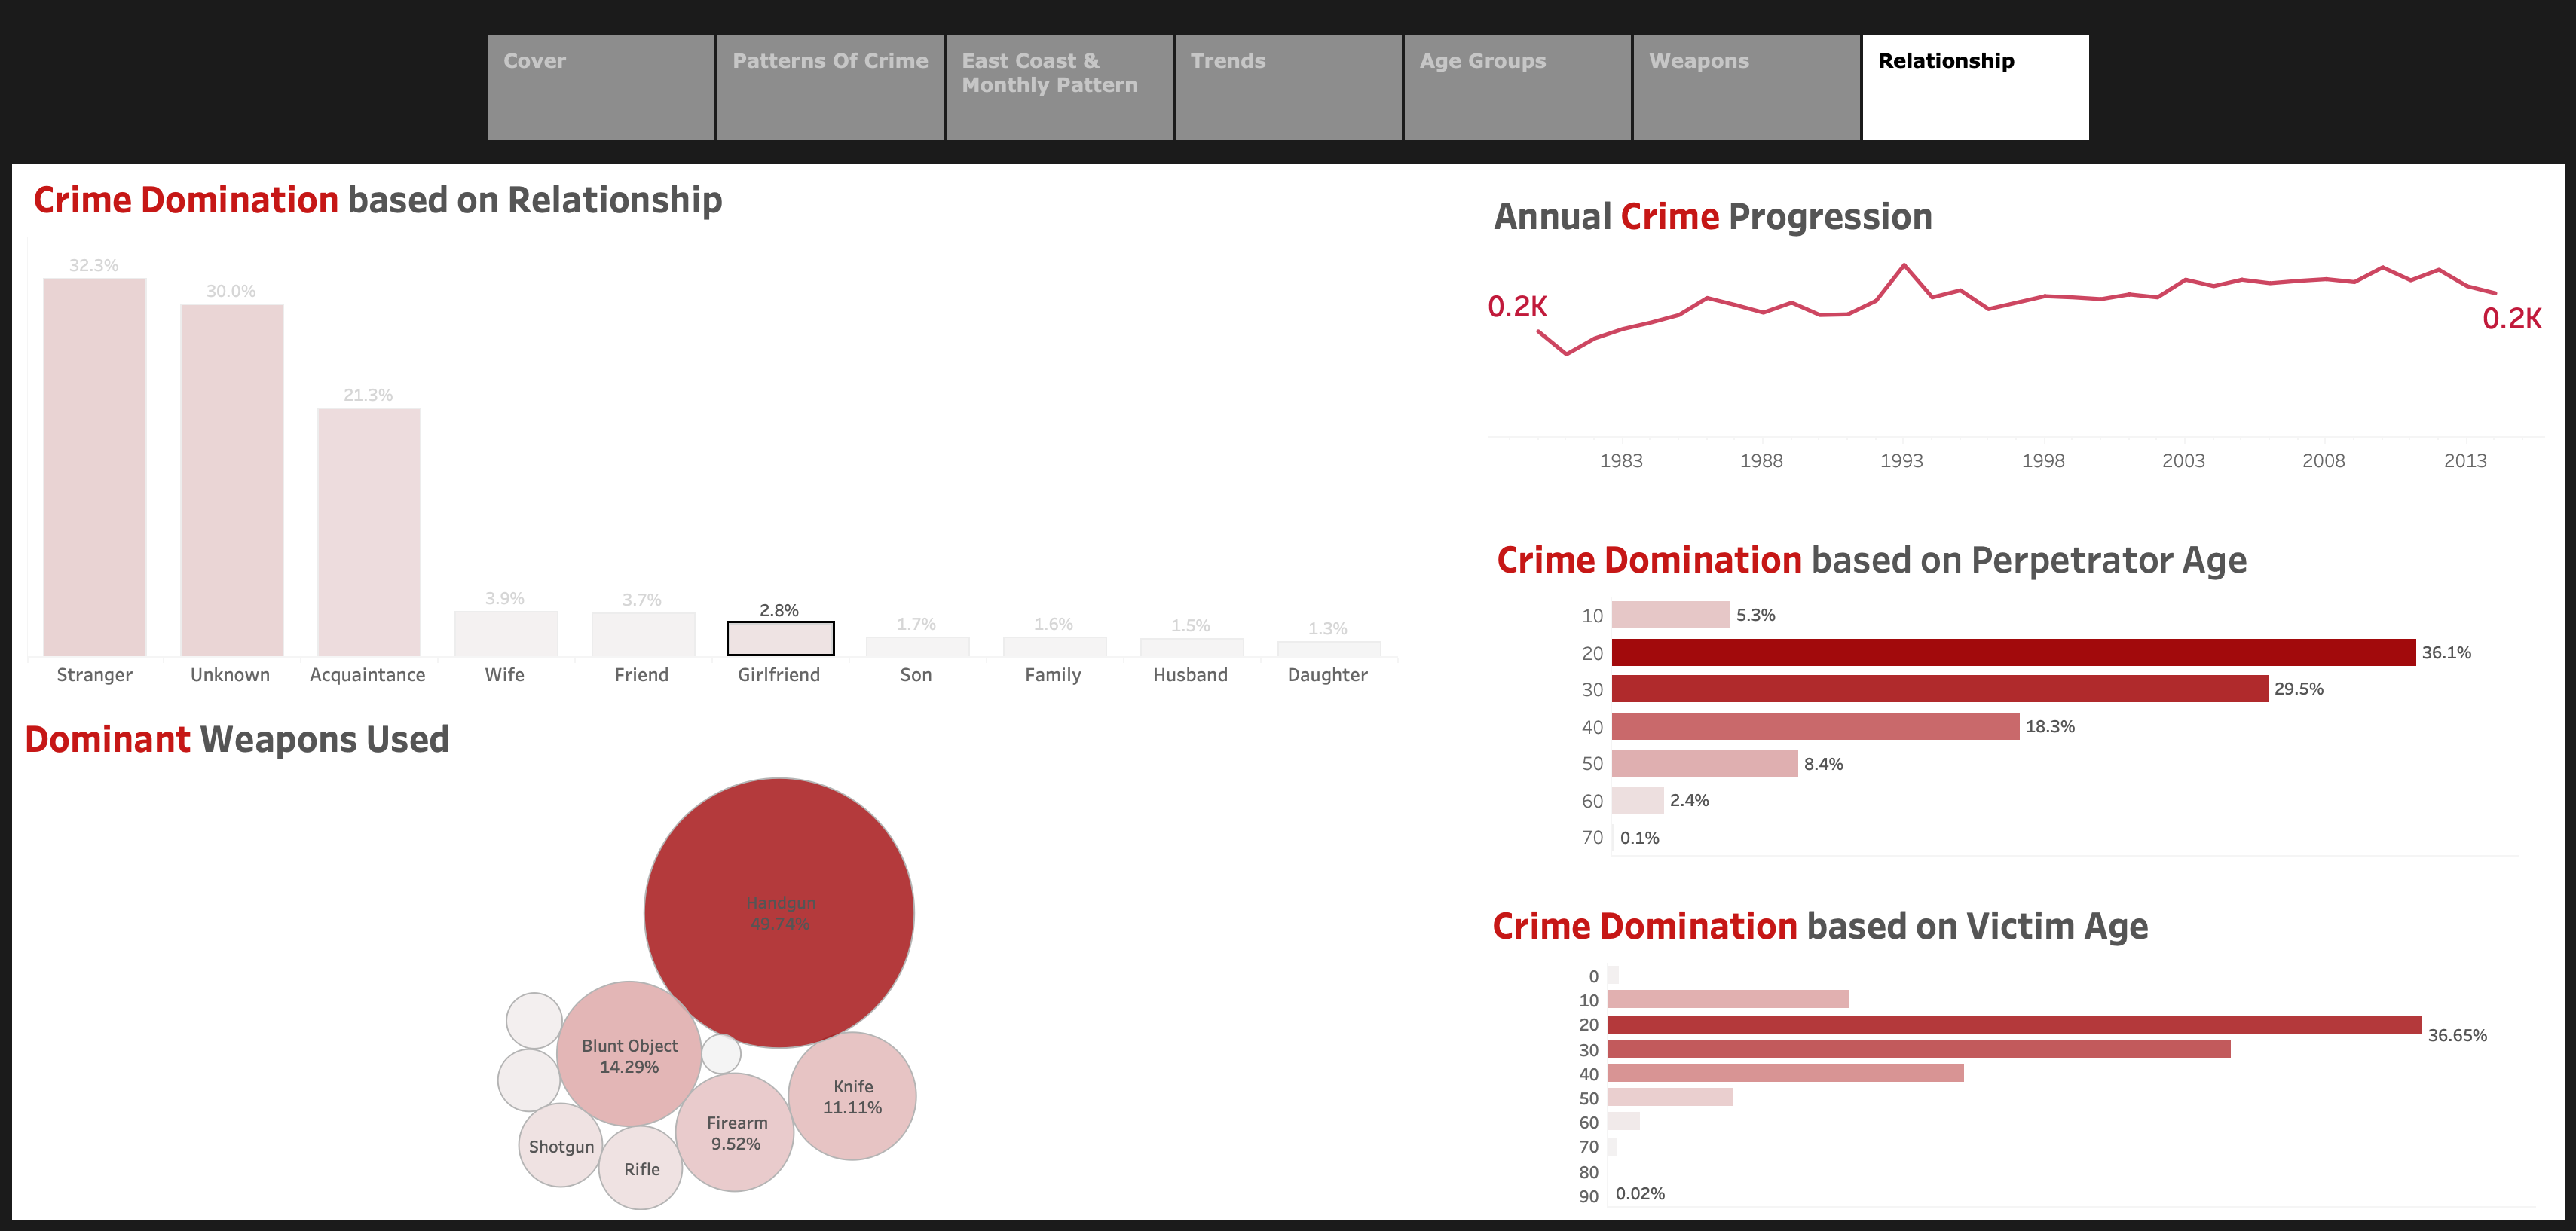 Cover
Patterns Of Crime
East Coast &
Monthly Pattern
Trends
Age Groups
Weapons
Relationship
Crime Domination based on Relationship
32.3%
30.0%
21.3%
3.9%
3.7%
2.8%
1.7%
1.6%
1.5%
1.3%
Stranger
Unknown
Acquaintance
Wife
Friend
Girlfriend
Son
Family
Husband
Daughter
Dominant Weapons Used
Handgun
49.74%
Blunt Object
14.29%
Knife
11.11%
Firearm
9.52%
Shotgun
Rifle
Annual Crime Progression
0.2K
0.2K
1983
1988
1993
1998
2003
2008
2013
Crime Domination based on Perpetrator Age
10 5.3%
20 36.1%
30 29.5%
40 18.3%
50 8.4%
60 2.4%
70 0.1%
Crime Domination based on Victim Age
0
10
20
36.65%
30
40
50
60
70
80
90 0.02%